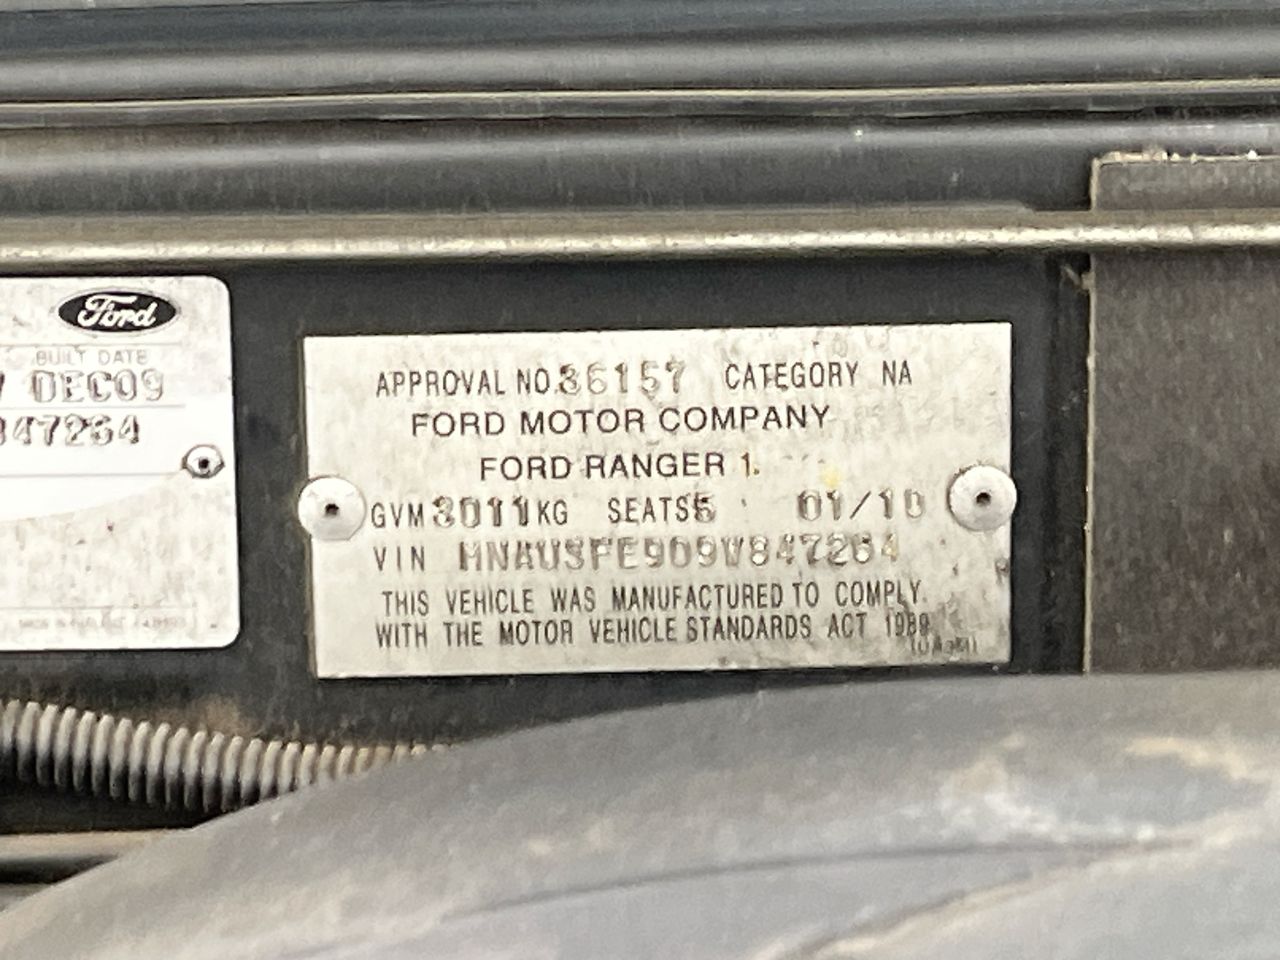 Ford
BUILT DATE
DEC09
847264
APPROVAL NO. 36157 CATEGORY NA
FORD MOTOR COMPANY
FORD RANGER 1.
GVM 3011 KG SEATS 5 01/10
VIN MNAUSFE909W847264
THIS VEHICLE WAS MANUFACTURED TO COMPLY.
WITH THE MOTOR VEHICLE STANDARDS ACT 1989